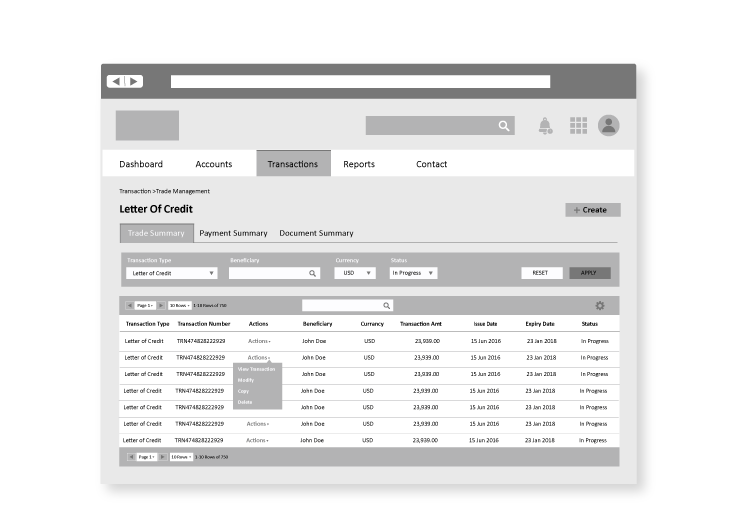 Dashboard Accounts Transactions Reports Contact
Transaction >Trade Management
Letter Of Credit
+ Create
Trade Summary Payment Summary Document Summary
Transaction Type Beneficiary Currency Status
Letter of Credit USD In Progress RESET APPLY
Page 1 10 Rows 1-10 Rows of 750
Transaction Type Transaction Number Actions Beneficiary Currency Transaction Amt Issue Date Expiry Date Status
Letter of Credit TRN474828222929 Actions John Doe USD 23,939.00 15 Jun 2016 23 Jan 2018 In Progress
Letter of Credit TRN474828222929 Actions John Doe USD 23,939.00 15 Jun 2016 23 Jan 2018 In Progress
View Transaction
Letter of Credit TRN474828222929 John Doe USD 23,939.00 15 Jun 2016 23 Jan 2018 In Progress
Modify
Letter of Credit TRN474828222929 John Doe USD 23,939.00 15 Jun 2016 23 Jan 2018 In Progress
Copy
Delete
Letter of Credit TRN474828222929 John Doe USD 23,939.00 15 Jun 2016 23 Jan 2018 In Progress
Letter of Credit TRN474828222929 Actions John Doe USD 23,939.00 15 Jun 2016 23 Jan 2018 In Progress
Letter of Credit TRN474828222929 Actions John Doe USD 23,939.00 15 Jun 2016 23 Jan 2018 In Progress
Page 1 10 Rows 1-10 Rows of 750